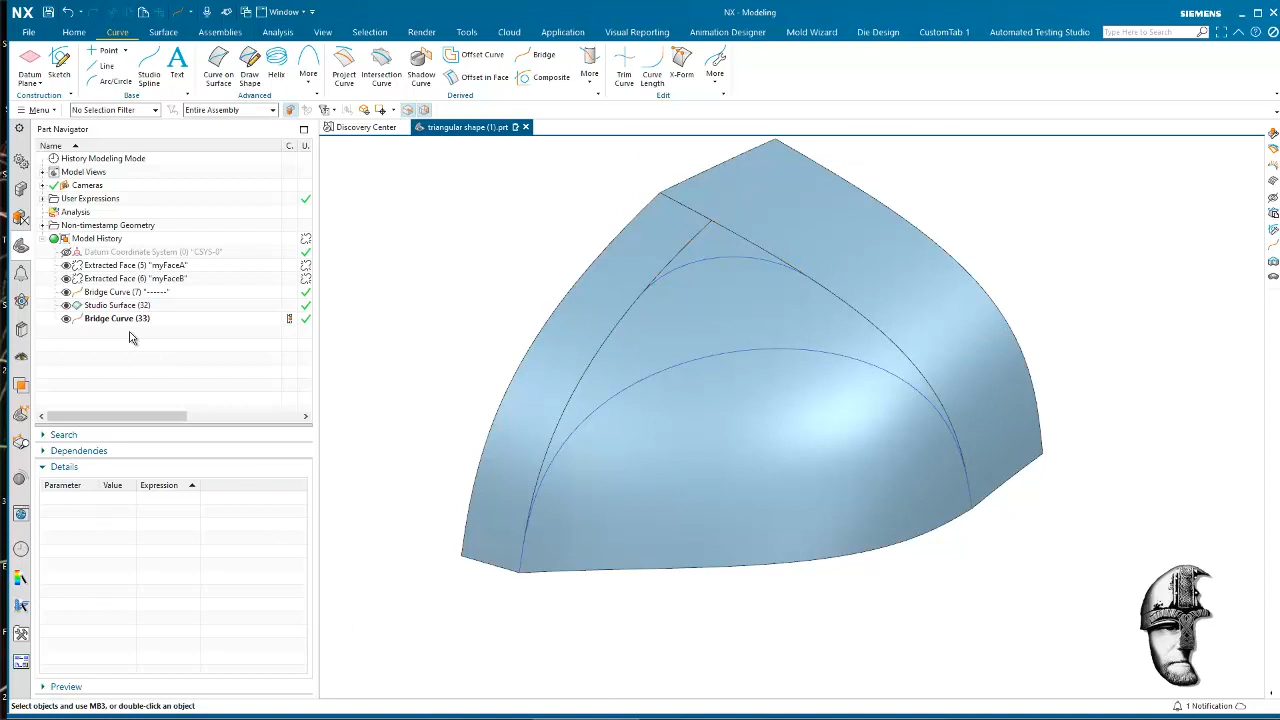 NX
Window
NX - Modeling
SIEMENS
File Home Curve Surface Assemblies Analysis View Selection Render Tools Cloud Application Visual Reporting Animation Designer Mold Wizard Die Design CustomTab 1 Automated Testing Studio
Type Here to Search
Datum Plane
Sketch
Construction
Point
Line
Arc/Circle
Studio Spline
Text
Base
Curve on Surface
Draw Shape
Helix
More
Advanced
Project Curve
Intersection Curve
Shadow Curve
Offset Curve
Offset in Face
Bridge
Composite
More
Derived
Trim Curve
Curve Length
X-Form
More
Edit
Menu
No Selection Filter
Entire Assembly
Part Navigator
Discovery Center
triangular shape (1).prt
Name C. U.
History Modeling Mode
Model Views
Cameras
User Expressions
Analysis
Non-timestamp Geometry
Model History
Datum Coordinate System (0) "CSYS-0"
Extracted Face (5) "myFaceA"
Extracted Face (6) "myFaceB"
Bridge Curve (7) "------"
Studio Surface (32)
Bridge Curve (33)
Search
Dependencies
Details
Parameter Value Expression
Preview
Select objects and use MB3, or double-click an object
1 Notification